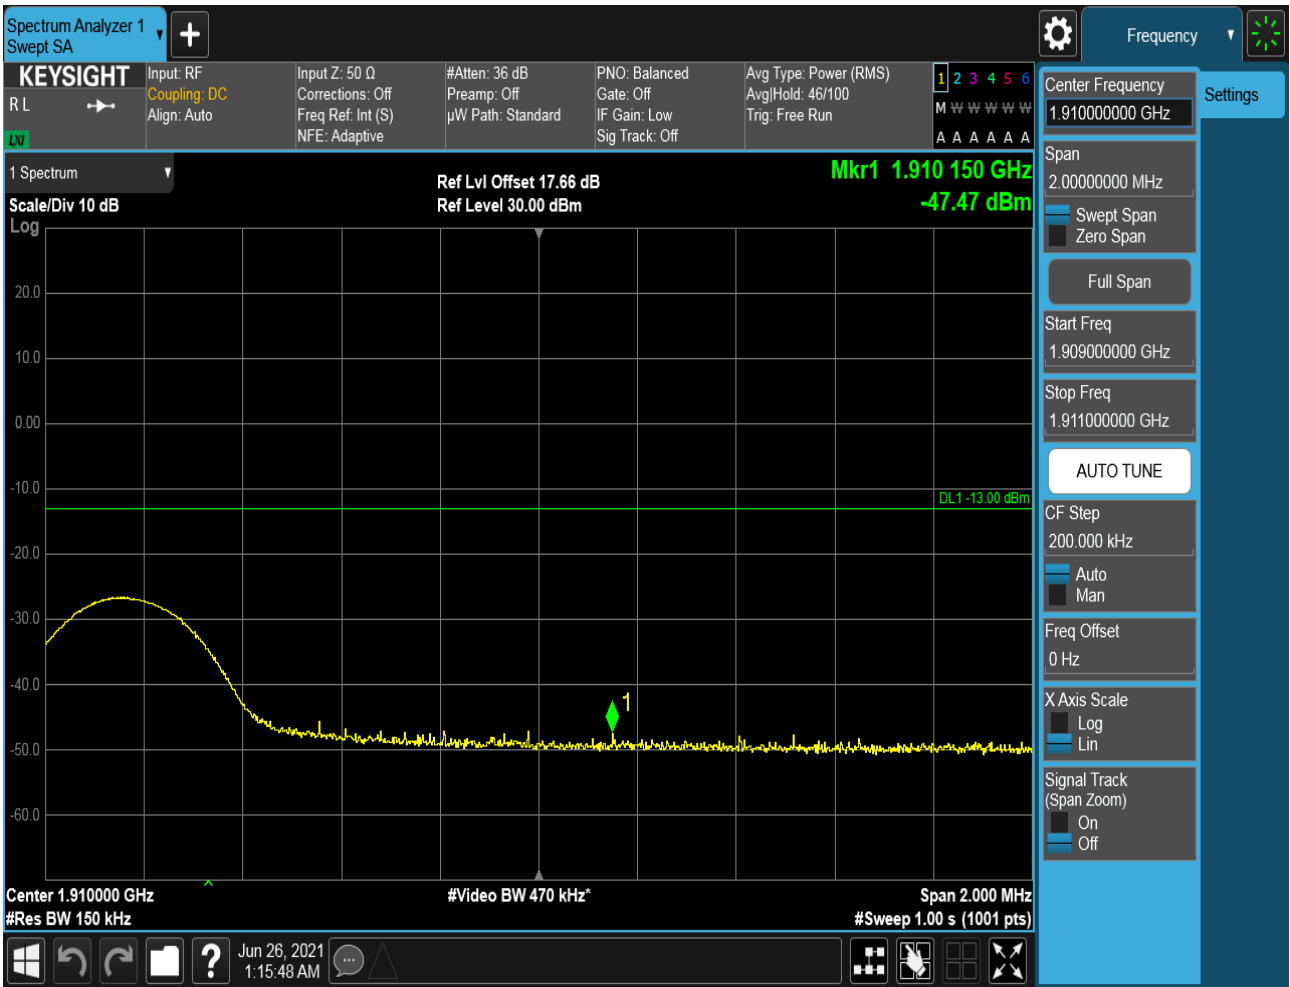 Spectrum Analyzer 1
Swept SA
Frequency
KEYSIGHT
R L
LXI
Input: RF
Coupling: DC
Align: Auto
Input Z: 50 Ω
Corrections: Off
Freq Ref: Int (S)
NFE: Adaptive
#Atten: 36 dB
Preamp: Off
µW Path: Standard
PNO: Balanced
Gate: Off
IF Gain: Low
Sig Track: Off
Avg Type: Power (RMS)
Avg|Hold: 46/100
Trig: Free Run
1 2 3 4 5 6
M W W W W W
A A A A A A
Center Frequency
1.910000000 GHz
Settings
Span
2.00000000 MHz
Swept Span
Zero Span
Full Span
Start Freq
1.909000000 GHz
Stop Freq
1.911000000 GHz
AUTO TUNE
CF Step
200.000 kHz
Auto
Man
Freq Offset
0 Hz
X Axis Scale
Log
Lin
Signal Track
(Span Zoom)
On
Off
1 Spectrum
Scale/Div 10 dB
Log
Ref Lvl Offset 17.66 dB
Ref Level 30.00 dBm
Mkr1 1.910 150 GHz
-47.47 dBm
20.0
10.0
0.00
-10.0
DL1 -13.00 dBm
-20.0
-30.0
-40.0
1
-50.0
-60.0
Center 1.910000 GHz
#Video BW 470 kHz*
Span 2.000 MHz
#Res BW 150 kHz
#Sweep 1.00 s (1001 pts)
?
Jun 26, 2021
1:15:48 AM